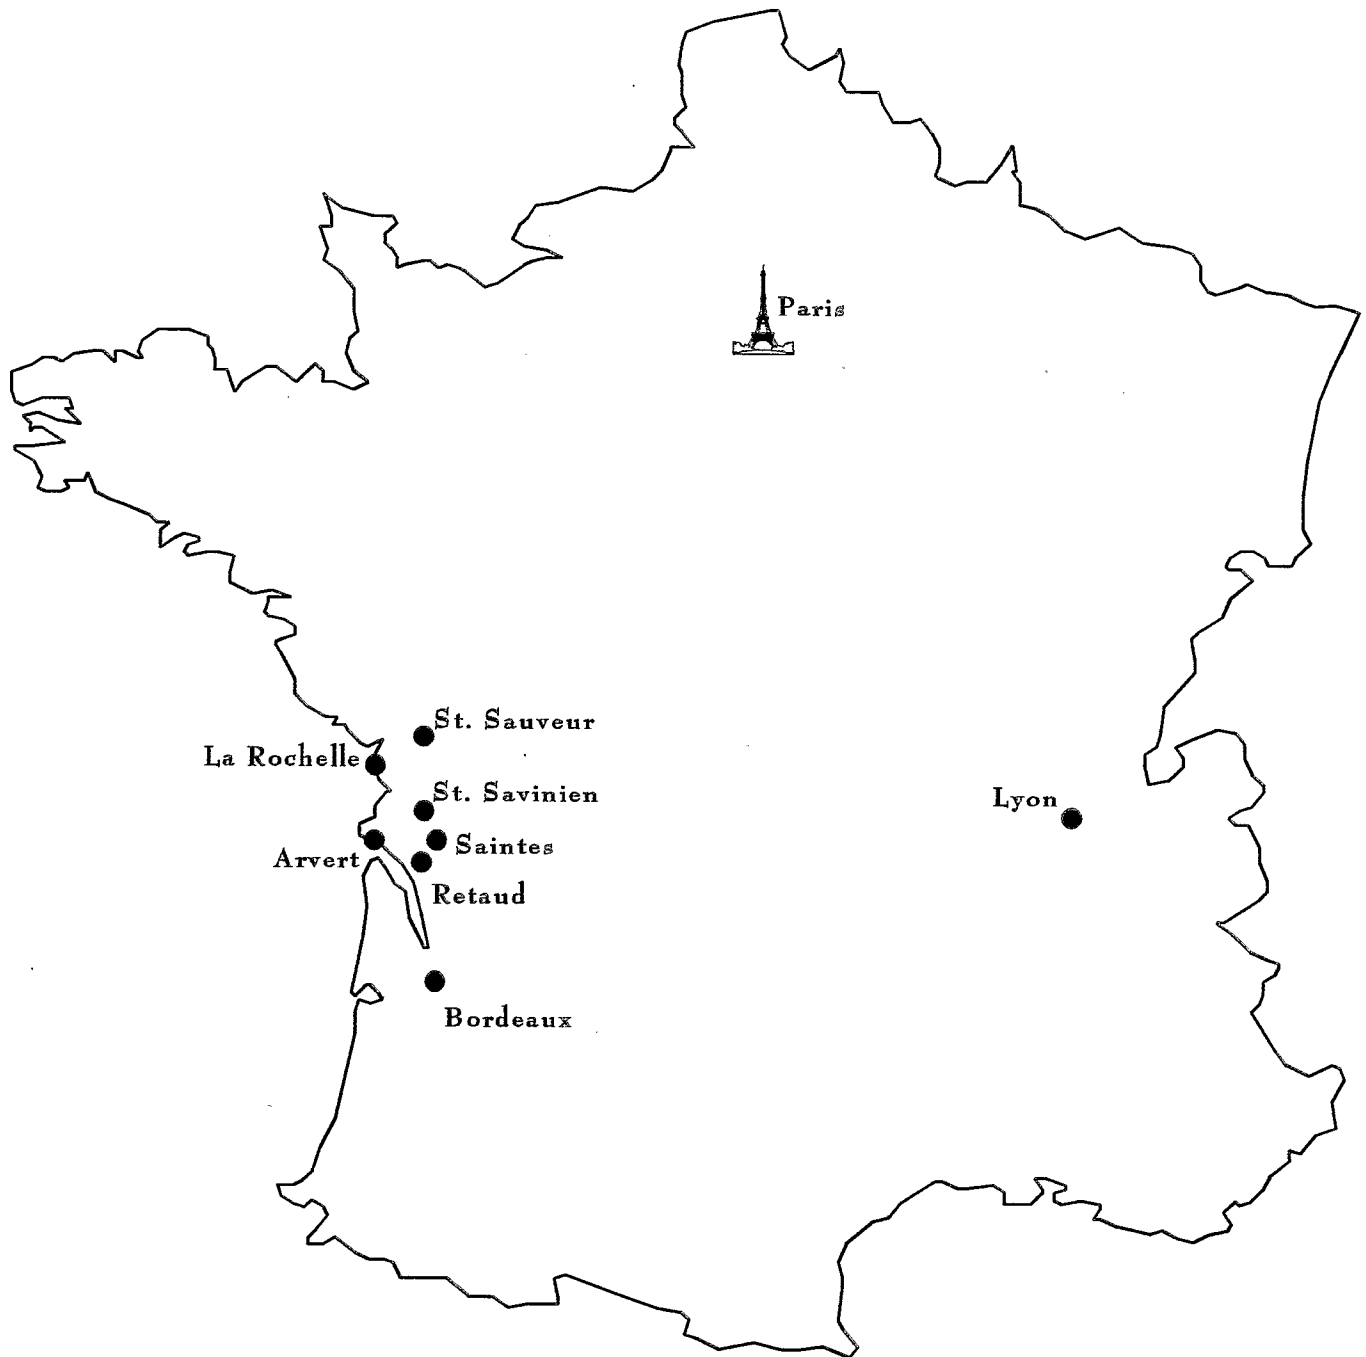 Paris
St. Sauveur
La Rochelle
St. Savinien
Lyon
Saintes
Arvert
Retaud
Bordeaux